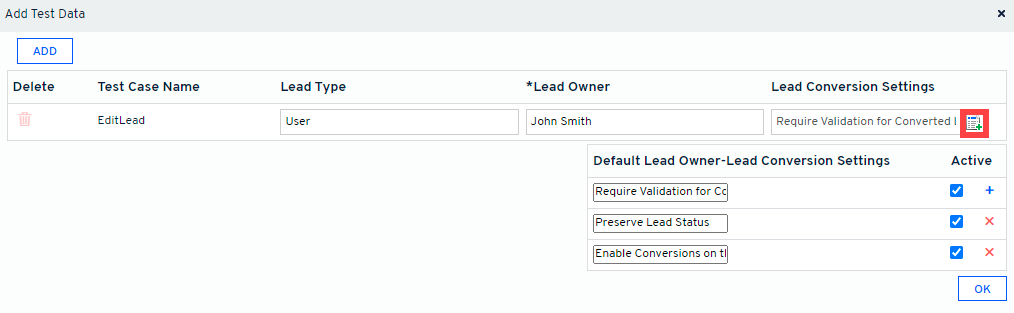 Add Test Data
ADD
Delete Test Case Name Lead Type *Lead Owner Lead Conversion Settings
EditLead User John Smith Require Validation for Converted
Default Lead Owner-Lead Conversion Settings Active
Require Validation for
Preserve Lead Status
Enable Conversions on
OK